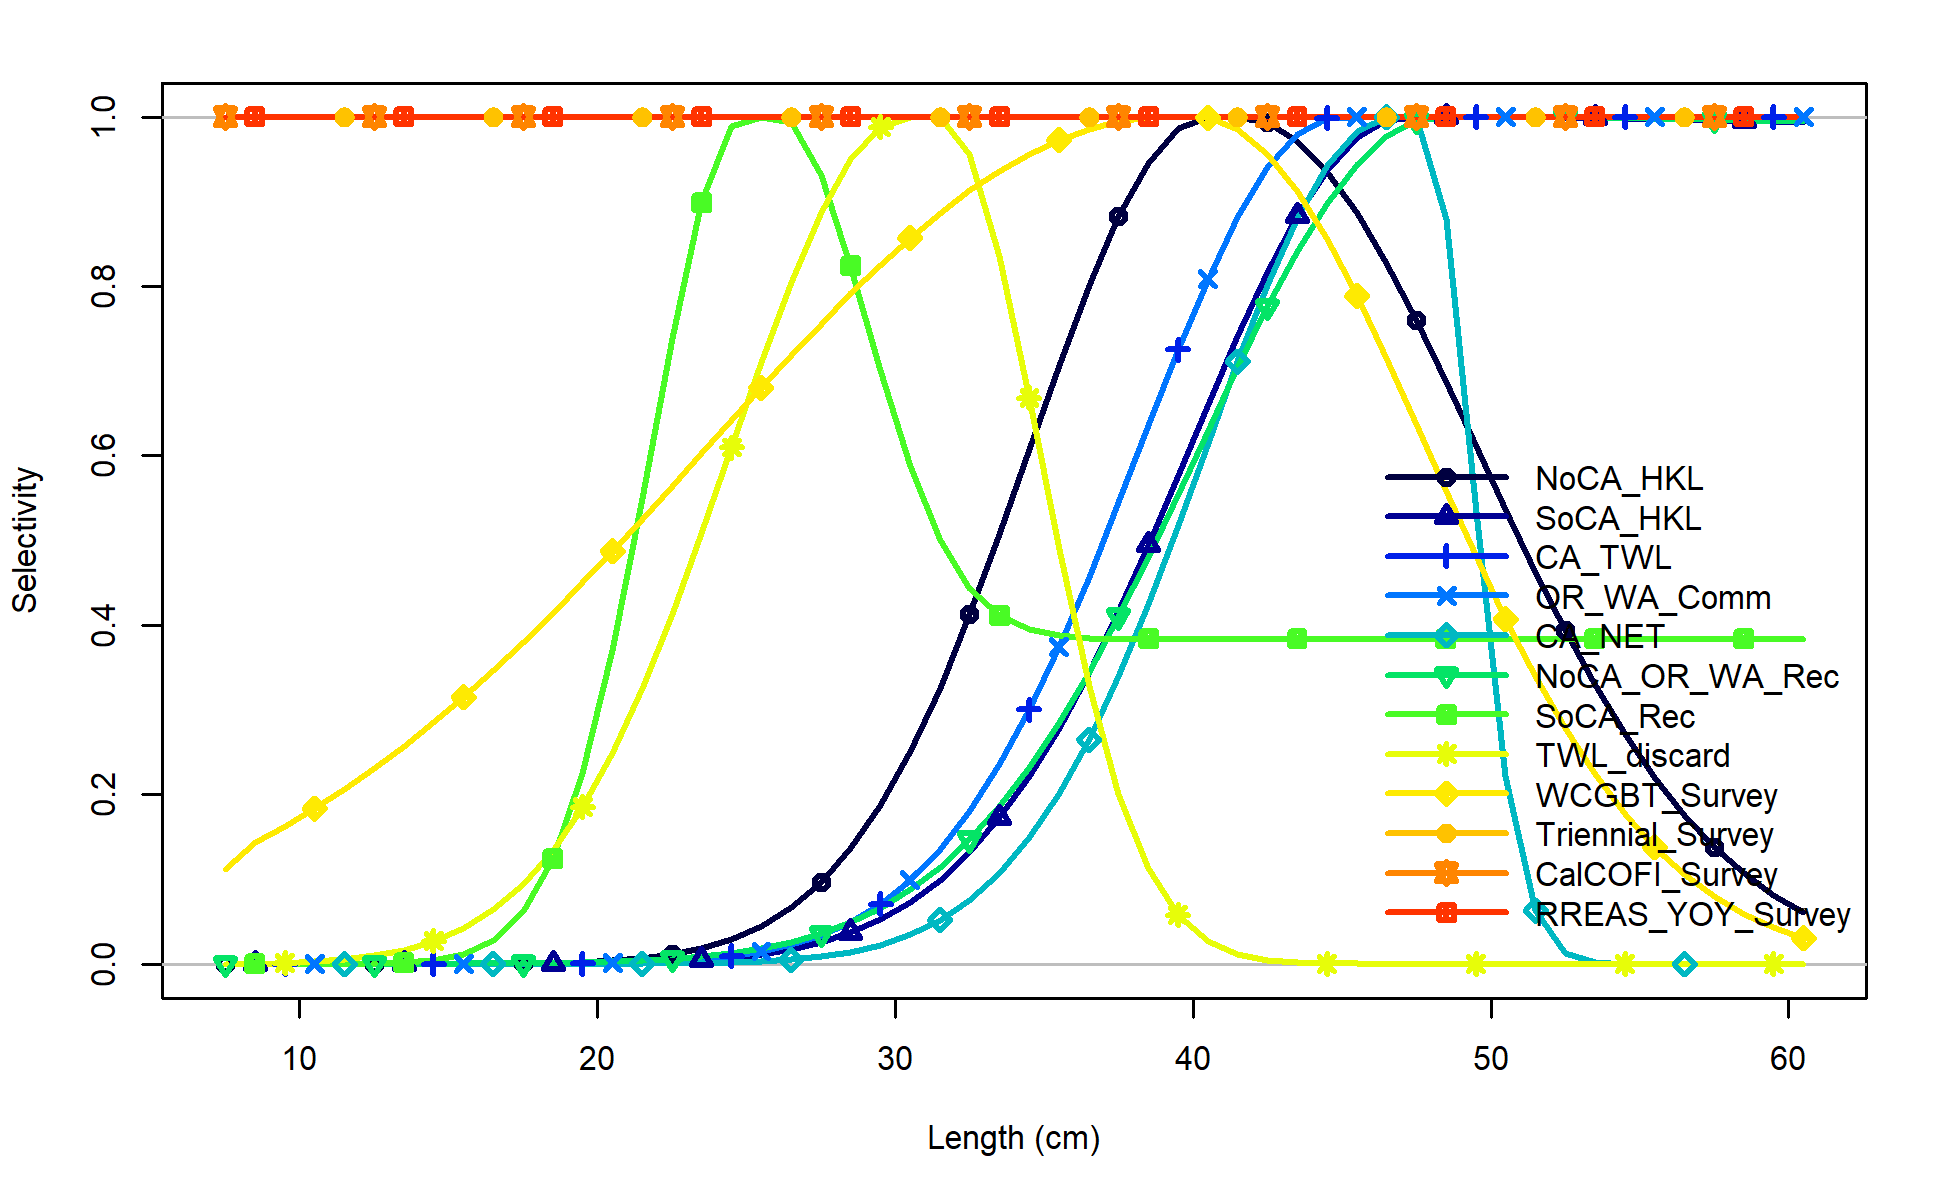 1.0
0.8
0.6
0.4
0.2
0.0
Selectivity
NoCA_HKL
SoCA_HKL
CA_TWL
OR_WA_Comm
CA_NET
NoCA_OR_WA_Rec
SoCA_Rec
TWL_discard
WCGBT_Survey
Triennial_Survey
CalCOFI_Survey
RREAS_YOY_Survey
10 20 30 40 50 60
Length (cm)